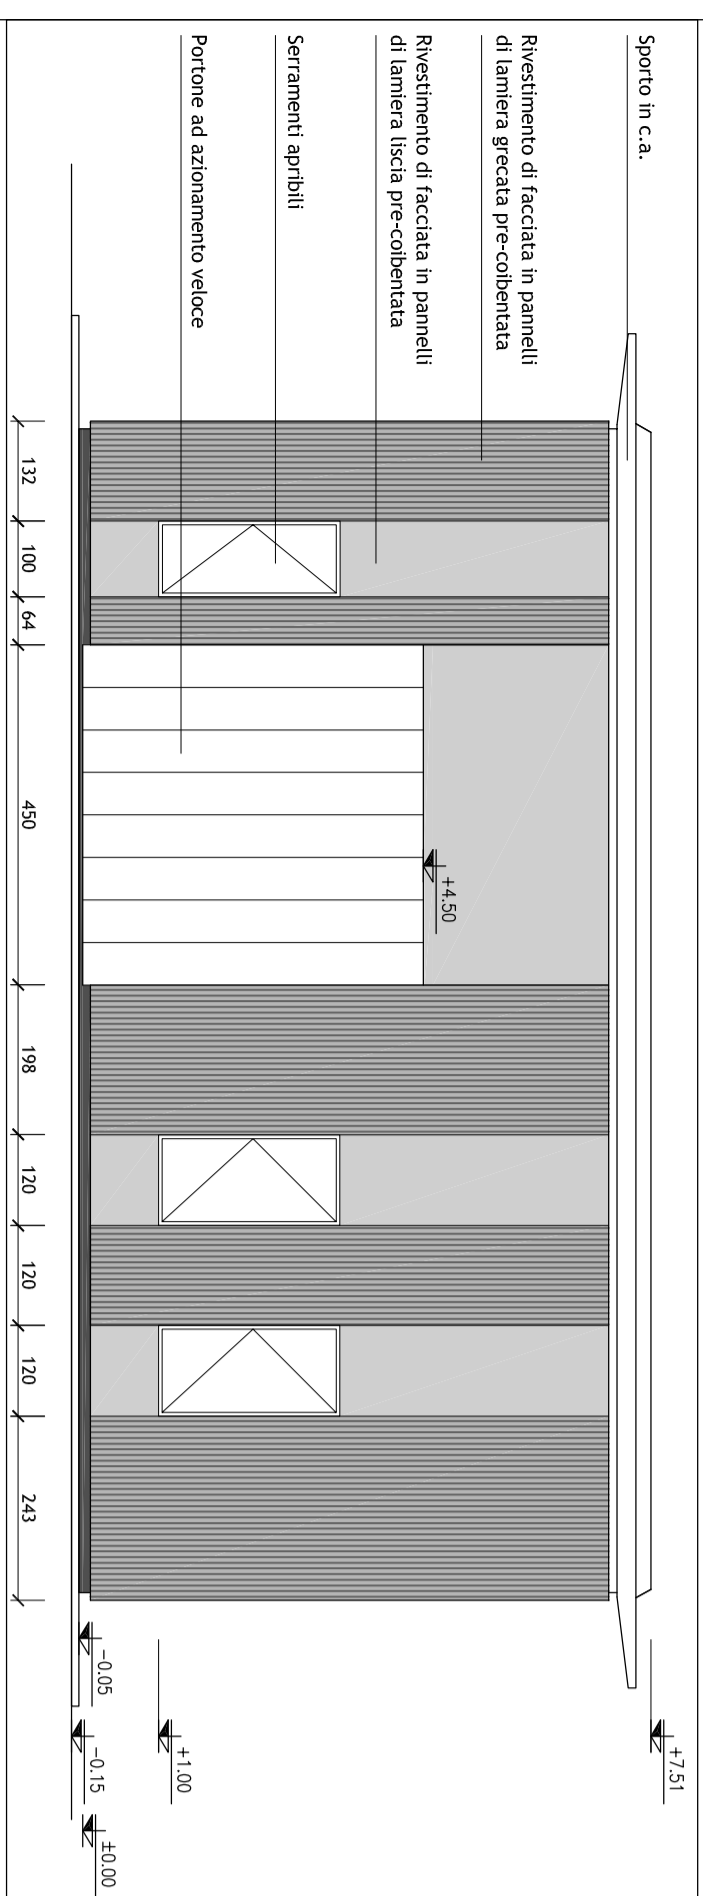 Sporto in c.a.
Rivestimento di facciata in pannelli
di lamiera grecata pre-coibentata
Rivestimento di facciata in pannelli
di lamiera liscia pre-coibentata
Serramenti apribili
Portone ad azionamento veloce
+7.51
+4.50
+1.00
±0.00
-0.05
-0.15
132
100
64
450
198
120
120
120
243